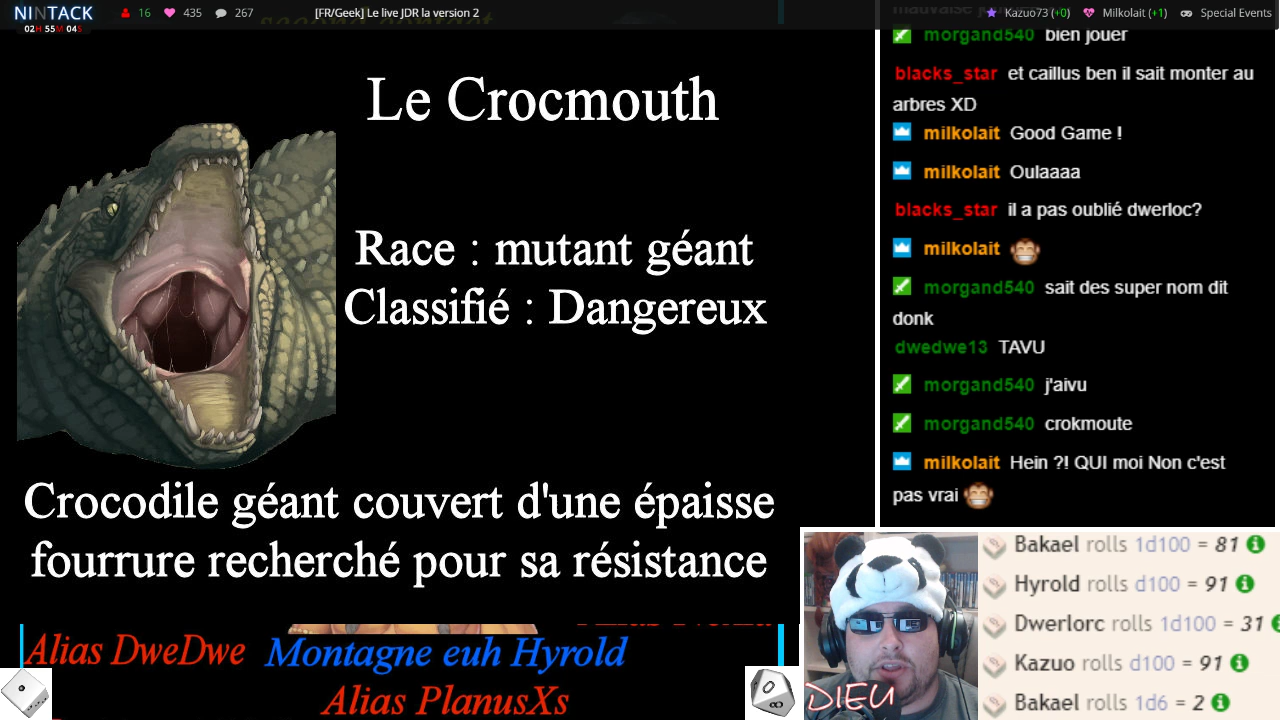 NINTACK
02H 55M 04S
16 435 267
[FR/Geek] Le live JDR la version 2
Kazuo73 (+0) Milkolait (+1) Special Events
Le Crocmouth
Race : mutant géant
Classifié : Dangereux
Crocodile géant couvert d'une épaisse
fourrure recherché pour sa résistance
Alias DweDwe
Montagne euh Hyrold
Alias PlanusXs
morgand540 bien jouer
blacks_star et caillus ben il sait monter au
arbres XD
milkolait Good Game !
milkolait Oulaaaa
blacks_star il a pas oublié dwerloc?
milkolait
morgand540 sait des super nom dit
donk
dwedwe13 TAVU
morgand540 j'aivu
morgand540 crokmoute
milkolait Hein ?! QUI moi Non c'est
pas vrai
DIEU
Bakael rolls 1d100 = 81
Hyrold rolls d100 = 91
Dwerlorc rolls 1d100 = 31
Kazuo rolls d100 = 91
Bakael rolls 1d6 = 2